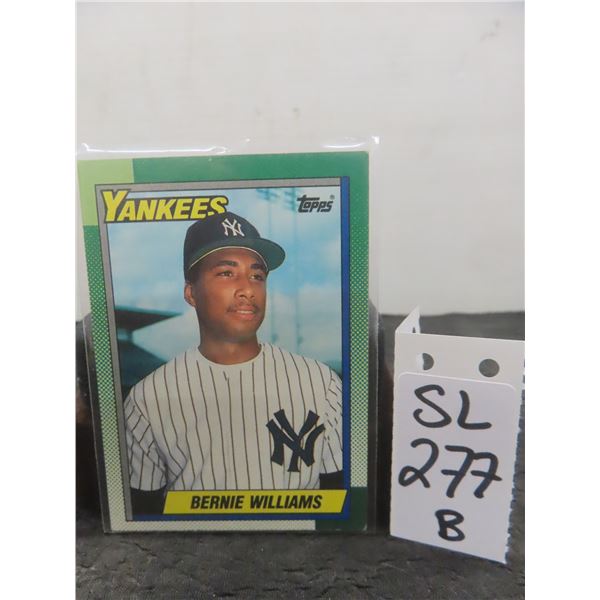 YANKEES
topps®
NY
NY
BERNIE WILLIAMS
SL
277
B